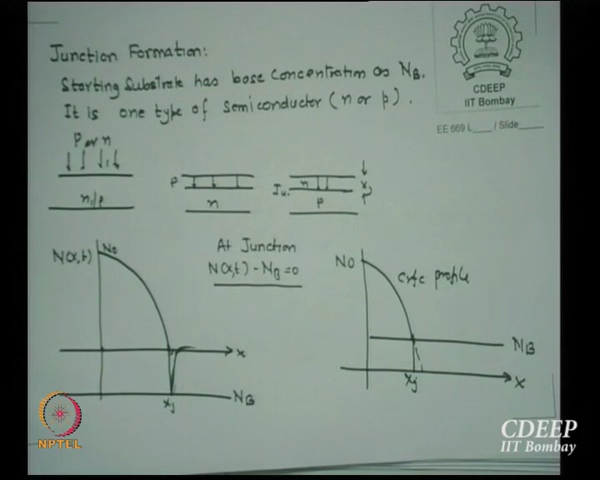 Junction Formation:
Starting Substrate has base concentration as NB.
It is one type of semiconductor (n or p).
CDEEP
IIT Bombay
EE 669 L____ / Slide____
P or n
n/p
P
n
Ju.
n
xj
p
At Junction
N(x,t) - NB = 0
N(x,t)
No
x
xj
NB
No
erfc profile
NB
xj
x
NPTEL
CDEEP
IIT Bombay